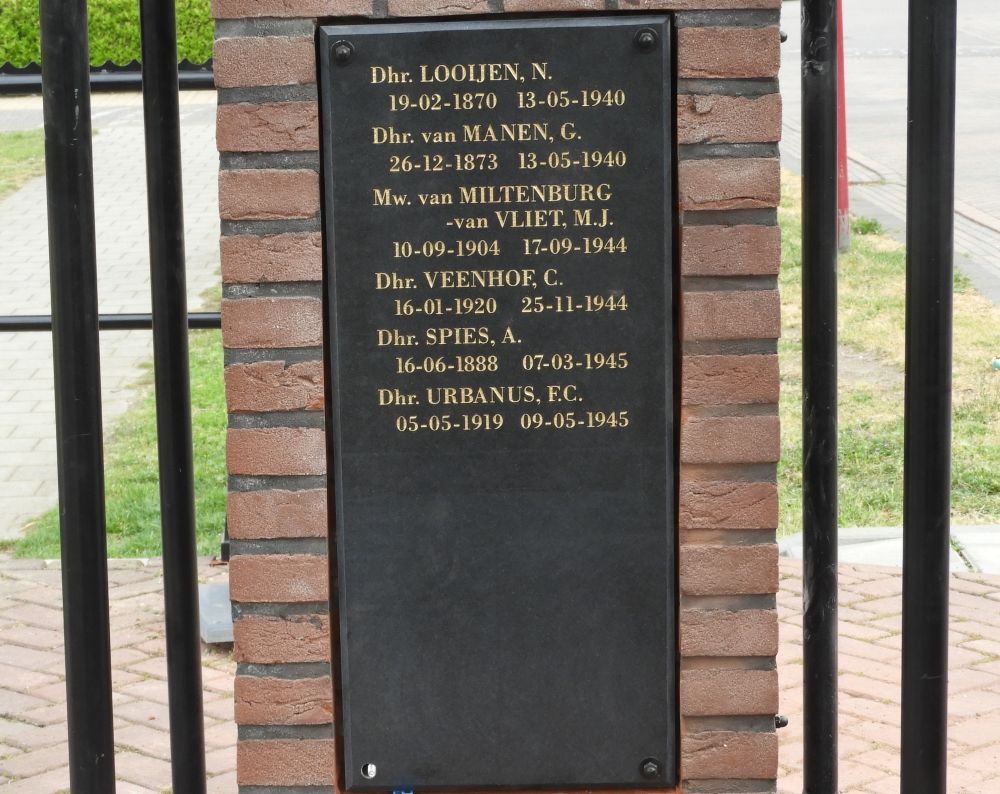 Dhr. LOOIJEN, N.
19-02-1870 13-05-1940
Dhr. van MANEN, G.
26-12-1873 13-05-1940
Mw. van MILTENBURG
-van VLIET, M.J.
10-09-1904 17-09-1944
Dhr. VEENHOF, C.
16-01-1920 25-11-1944
Dhr. SPIES, A.
16-06-1888 07-03-1945
Dhr. URBANUS, F.C.
05-05-1919 09-05-1945